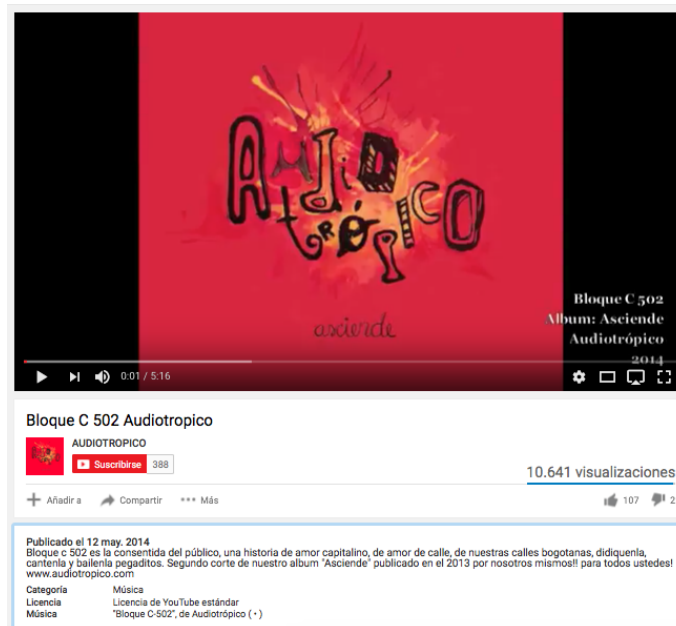 AUdiO
trÓPICO
asciende
Bloque C 502
Album: Asciende
Audiotrópico
2014
0:01 / 5:16
Bloque C 502 Audiotropico
AUDIOTROPICO
Suscribirse 388
10.641 visualizaciones
Añadir a Compartir Más
107 2
Publicado el 12 may. 2014
Bloque c 502 es la consentida del público, una historia de amor capitalino, de amor de calle, de nuestras calles bogotanas, didiquenla,
cantenla y bailenla pegaditos. Segundo corte de nuestro album "Asciende" publicado en el 2013 por nosotros mismos!! para todos ustedes!
www.audiotropico.com
Categoría Música
Licencia Licencia de YouTube estándar
Música "Bloque C-502", de Audiotrópico ( • )